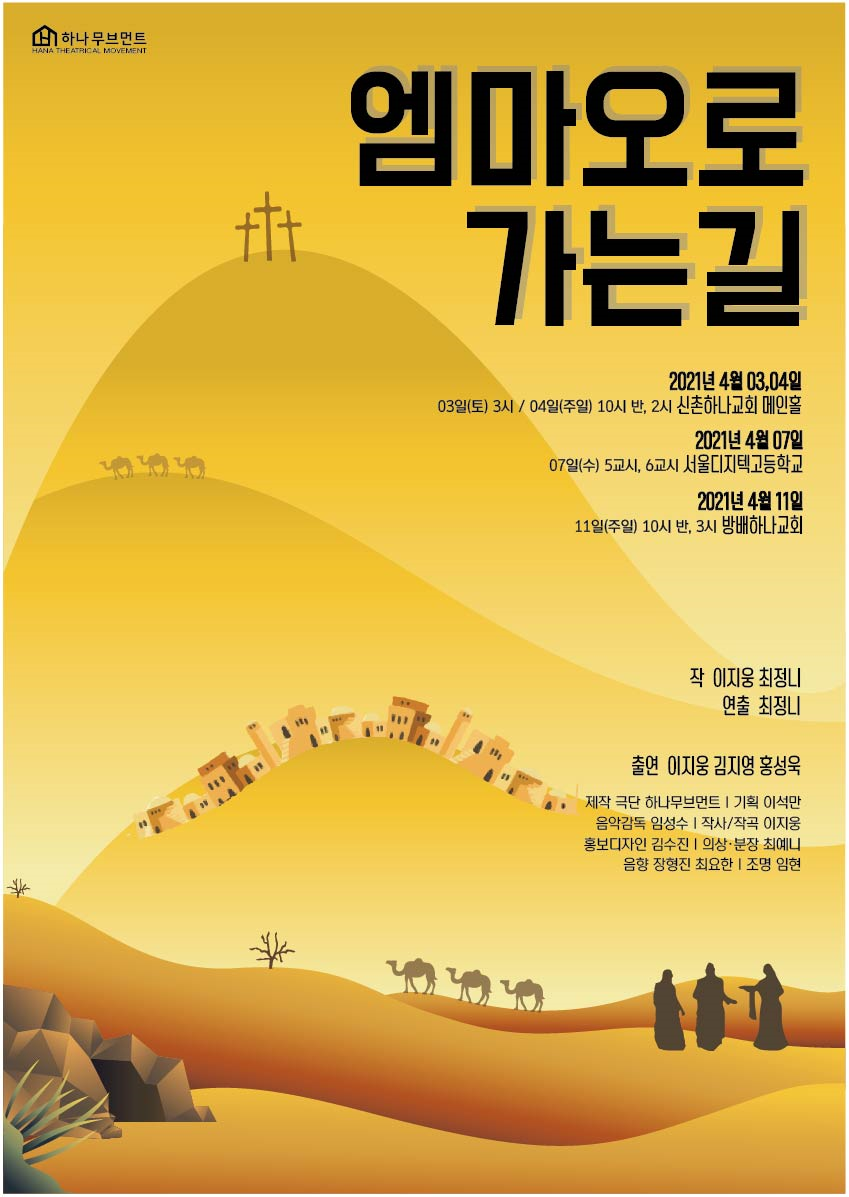 하나 무브먼트
HANA THEATRICAL MOVEMENT
엠마오로
가는길
2021년 4월 03,04일
03일(토) 3시 / 04일(주일) 10시 반, 2시 신촌하나교회 메인홀
2021년 4월 07일
07일(수) 5교시, 6교시 서울디지텍고등학교
2021년 4월 11일
11일(주일) 10시 반, 3시 방배하나교회
작 이지웅 최정니
연출 최정니
출연 이지웅 김지영 홍성욱
제작 극단 하나무브먼트 | 기획 이석만
음악감독 임성수 | 작사/작곡 이지웅
홍보디자인 김수진 | 의상·분장 최예니
음향 장형진 최요한 | 조명 임현